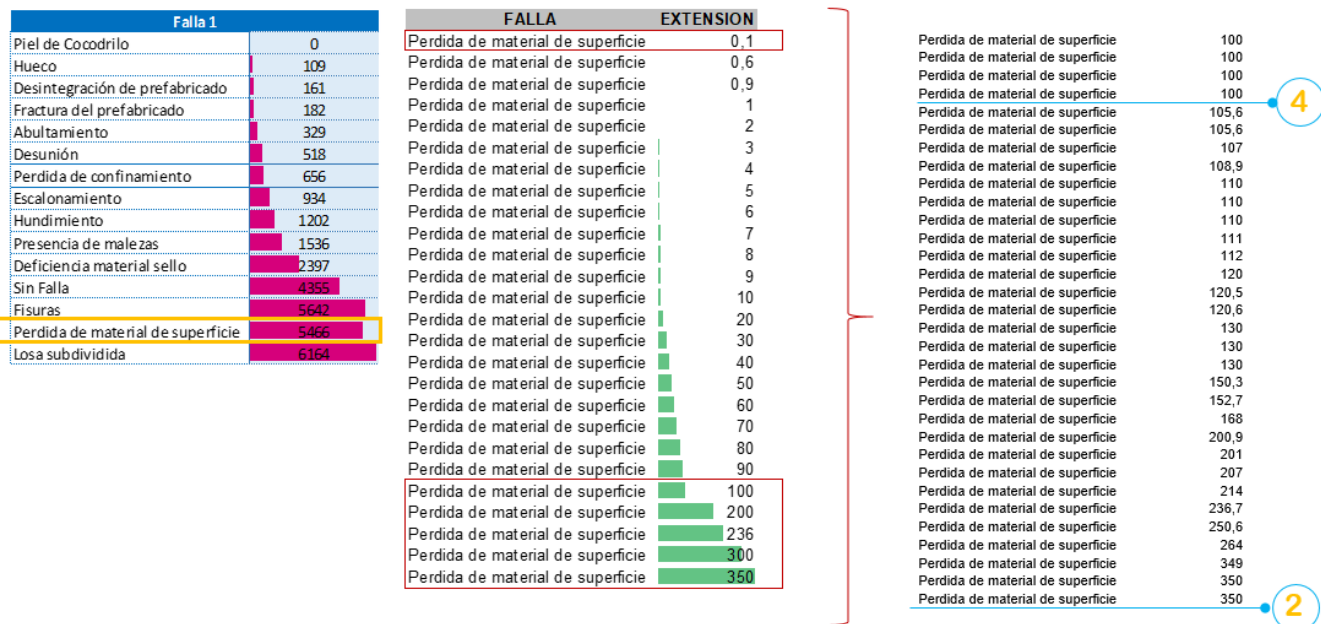 Falla 1
Piel de Cocodrilo 0
Hueco 109
Desintegración de prefabricado 161
Fractura del prefabricado 182
Abultamiento 329
Desunión 518
Perdida de confinamiento 656
Escalonamiento 934
Hundimiento 1202
Presencia de malezas 1536
Deficiencia material sello 2397
Sin Falla 4355
Fisuras 5642
Perdida de material de superficie 5466
Losa subdividida 6164
FALLA EXTENSION
Perdida de material de superficie 0,1
Perdida de material de superficie 0,6
Perdida de material de superficie 0,9
Perdida de material de superficie 1
Perdida de material de superficie 2
Perdida de material de superficie 3
Perdida de material de superficie 4
Perdida de material de superficie 5
Perdida de material de superficie 6
Perdida de material de superficie 7
Perdida de material de superficie 8
Perdida de material de superficie 9
Perdida de material de superficie 10
Perdida de material de superficie 20
Perdida de material de superficie 30
Perdida de material de superficie 40
Perdida de material de superficie 50
Perdida de material de superficie 60
Perdida de material de superficie 70
Perdida de material de superficie 80
Perdida de material de superficie 90
Perdida de material de superficie 100
Perdida de material de superficie 200
Perdida de material de superficie 236
Perdida de material de superficie 300
Perdida de material de superficie 350
Perdida de material de superficie 100
Perdida de material de superficie 100
Perdida de material de superficie 100
Perdida de material de superficie 100
4
Perdida de material de superficie 105,6
Perdida de material de superficie 105,6
Perdida de material de superficie 107
Perdida de material de superficie 108,9
Perdida de material de superficie 110
Perdida de material de superficie 110
Perdida de material de superficie 110
Perdida de material de superficie 111
Perdida de material de superficie 112
Perdida de material de superficie 120
Perdida de material de superficie 120,5
Perdida de material de superficie 120,6
Perdida de material de superficie 130
Perdida de material de superficie 130
Perdida de material de superficie 130
Perdida de material de superficie 150,3
Perdida de material de superficie 152,7
Perdida de material de superficie 168
Perdida de material de superficie 200,9
Perdida de material de superficie 201
Perdida de material de superficie 207
Perdida de material de superficie 214
Perdida de material de superficie 236,7
Perdida de material de superficie 250,6
Perdida de material de superficie 264
Perdida de material de superficie 349
Perdida de material de superficie 350
Perdida de material de superficie 350
2